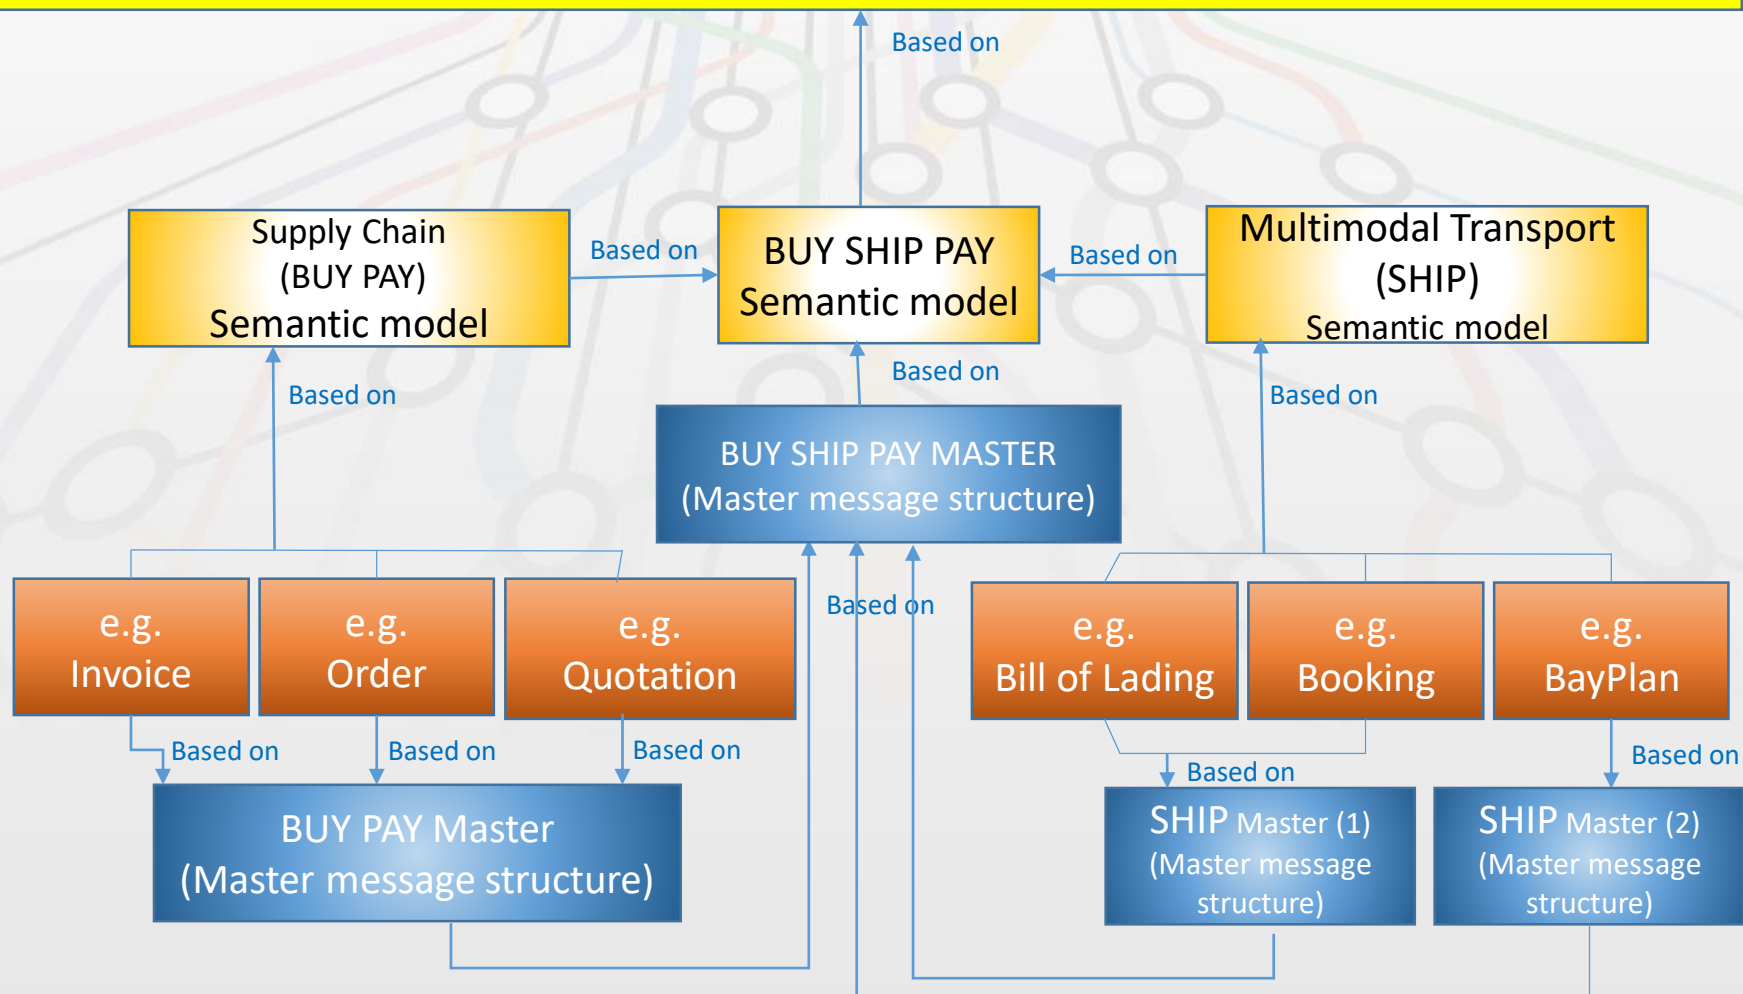 Based on
Supply Chain
(BUY PAY)
Semantic model
Based on
BUY SHIP PAY
Semantic model
Based on
Multimodal Transport
(SHIP)
Semantic model
Based on
Based on
Based on
BUY SHIP PAY MASTER
(Master message structure)
e.g.
Invoice
e.g.
Order
e.g.
Quotation
Based on
e.g.
Bill of Lading
e.g.
Booking
e.g.
BayPlan
Based on
Based on
Based on
Based on
Based on
BUY PAY Master
(Master message structure)
SHIP Master (1)
(Master message
structure)
SHIP Master (2)
(Master message
structure)